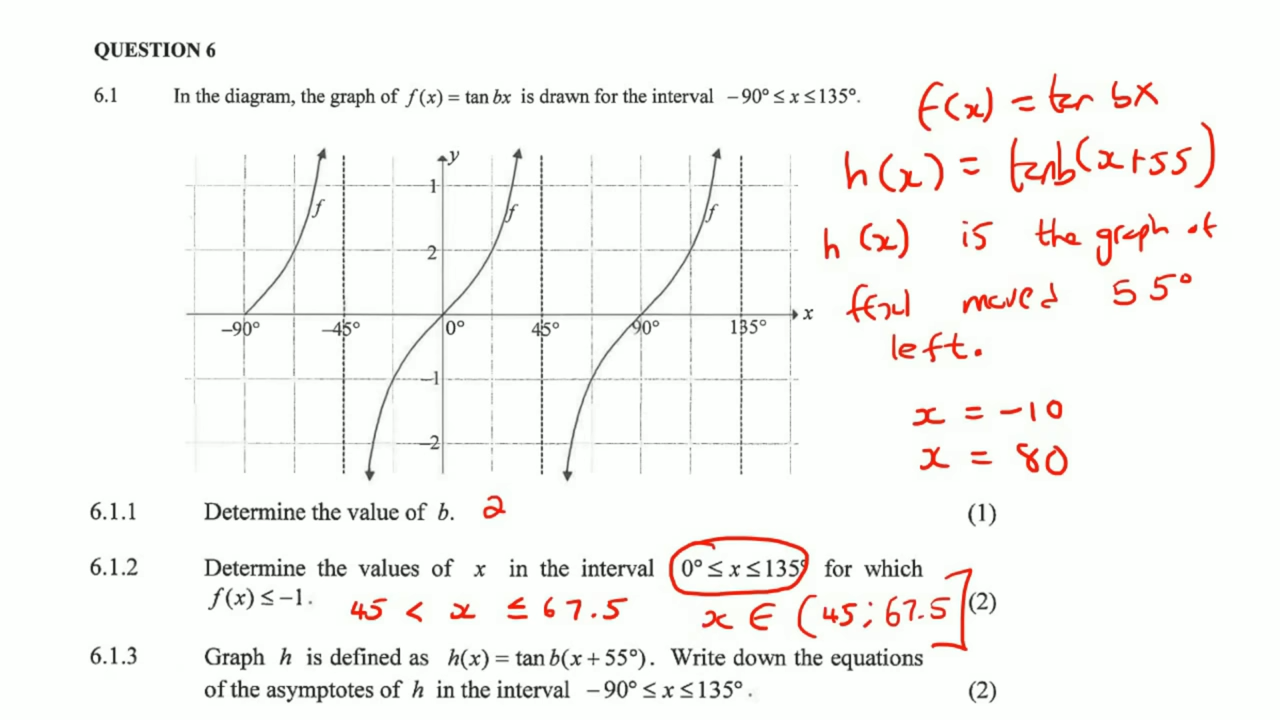 QUESTION 6
6.1 In the diagram, the graph of f(x) = tan bx is drawn for the interval −90° ≤ x ≤ 135°.
f(x) = tan bx
h(x) = tanb(x+55)
h(x) is the graph of
f(x) moved 55°
left.
x = -10
x = 80
y
1
f f f
2
−90° −45° 0° 45° 90° 135° x
−1
−2
6.1.1 Determine the value of b. 2 (1)
6.1.2 Determine the values of x in the interval 0° ≤ x ≤ 135° for which
f(x) ≤ −1. 45 < x ≤ 67.5 x ∈ (45; 67.5] (2)
6.1.3 Graph h is defined as h(x) = tan b(x + 55°). Write down the equations
of the asymptotes of h in the interval −90° ≤ x ≤ 135°. (2)